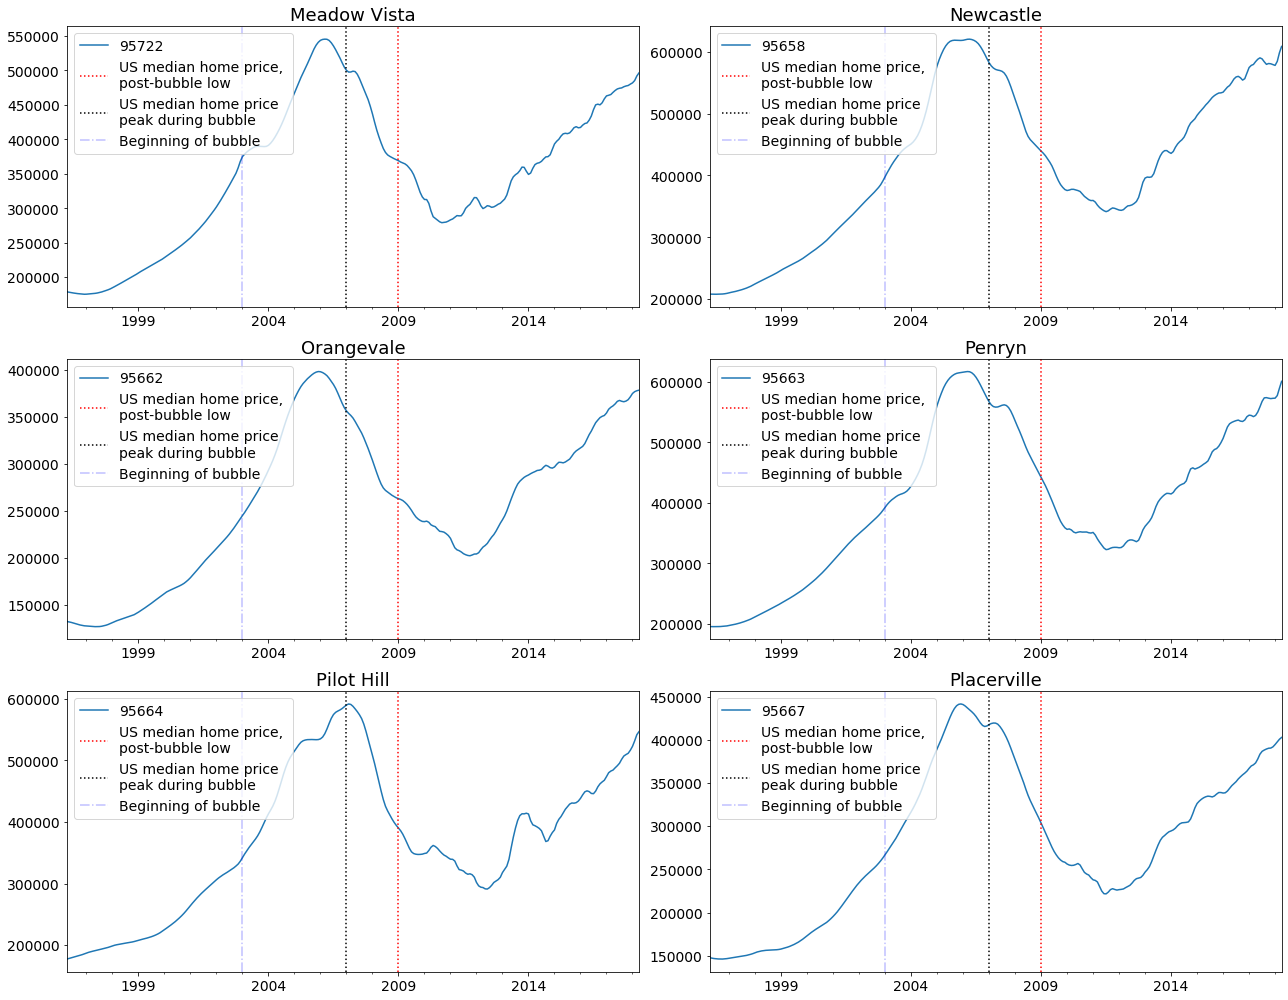 Meadow Vista
550000
500000
450000
400000
350000
300000
250000
200000
95722
US median home price,
post-bubble low
US median home price
peak during bubble
Beginning of bubble
1999 2004 2009 2014
Newcastle
600000
500000
400000
300000
200000
95658
US median home price,
post-bubble low
US median home price
peak during bubble
Beginning of bubble
1999 2004 2009 2014
Orangevale
400000
350000
300000
250000
200000
150000
95662
US median home price,
post-bubble low
US median home price
peak during bubble
Beginning of bubble
1999 2004 2009 2014
Penryn
600000
500000
400000
300000
200000
95663
US median home price,
post-bubble low
US median home price
peak during bubble
Beginning of bubble
1999 2004 2009 2014
Pilot Hill
600000
500000
400000
300000
200000
95664
US median home price,
post-bubble low
US median home price
peak during bubble
Beginning of bubble
1999 2004 2009 2014
Placerville
450000
400000
350000
300000
250000
200000
150000
95667
US median home price,
post-bubble low
US median home price
peak during bubble
Beginning of bubble
1999 2004 2009 2014